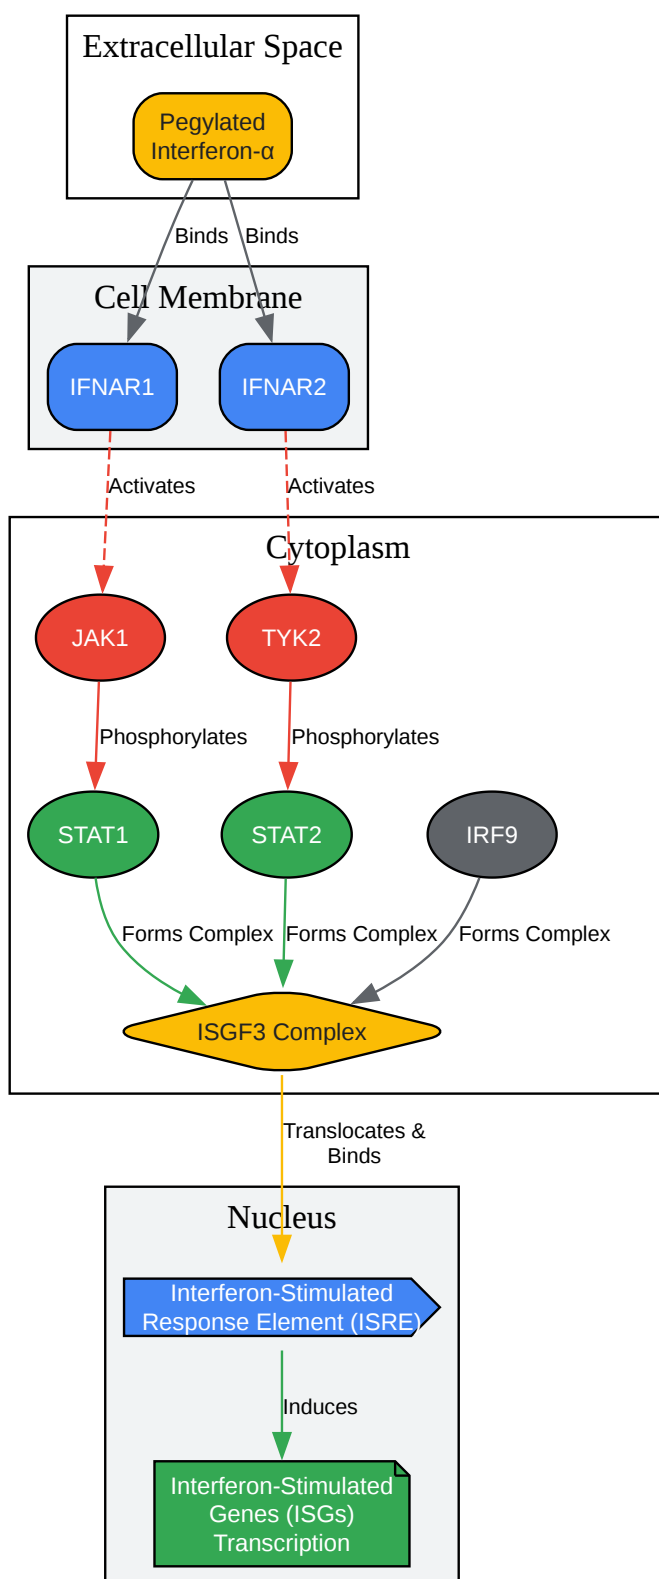 Extracellular Space
Pegylated
Interferon-α
Binds
Binds
Cell Membrane
IFNAR1
IFNAR2
Activates
Activates
Cytoplasm
JAK1
TYK2
Phosphorylates
Phosphorylates
STAT1
STAT2
IRF9
Forms Complex
Forms Complex
Forms Complex
ISGF3 Complex
Translocates &
Binds
Nucleus
Interferon-Stimulated
Response Element (ISRE)
Induces
Interferon-Stimulated
Genes (ISGs)
Transcription